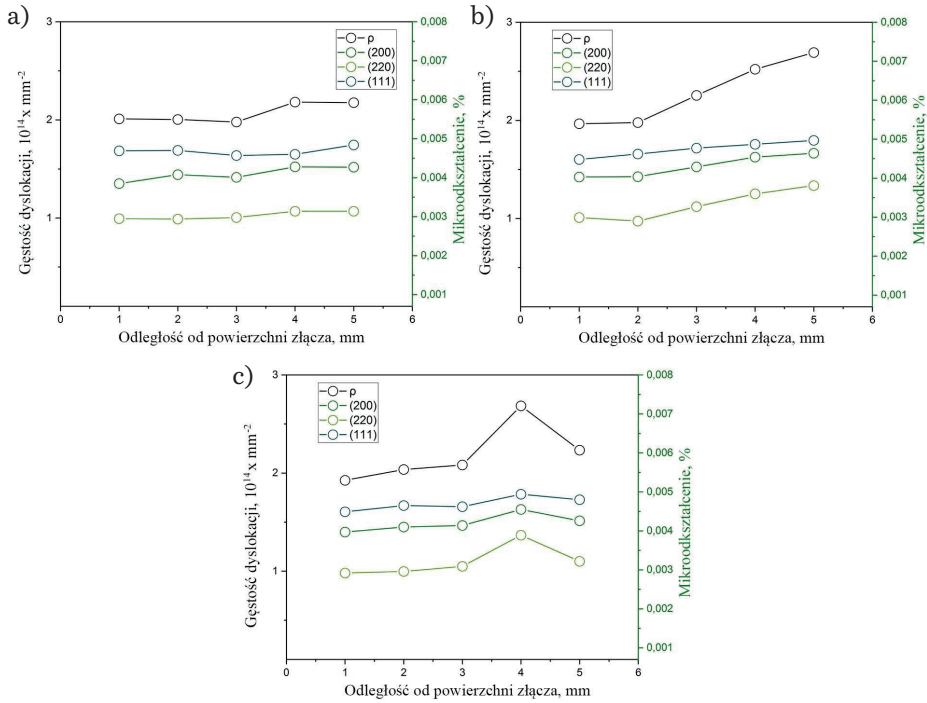 a)
3
2
1
Gęstość dyslokacji, 10¹⁴ x mm⁻²
ρ
(200)
(220)
(111)
0,008
0,007
0,006
0,005
0,004
0,003
0,002
0,001
Mikroodkształcenie, %
0 1 2 3 4 5 6
Odległość od powierzchni złącza, mm
b)
3
2
1
Gęstość dyslokacji, 10¹⁴ x mm⁻²
ρ
(200)
(220)
(111)
0,008
0,007
0,006
0,005
0,004
0,003
0,002
0,001
Mikroodkształcenie, %
0 1 2 3 4 5 6
Odległość od powierzchni złącza, mm
c)
3
2
1
Gęstość dyslokacji, 10¹⁴ x mm⁻²
ρ
(200)
(220)
(111)
0,008
0,007
0,006
0,005
0,004
0,003
0,002
0,001
Mikroodkształcenie, %
0 1 2 3 4 5 6
Odległość od powierzchni złącza, mm